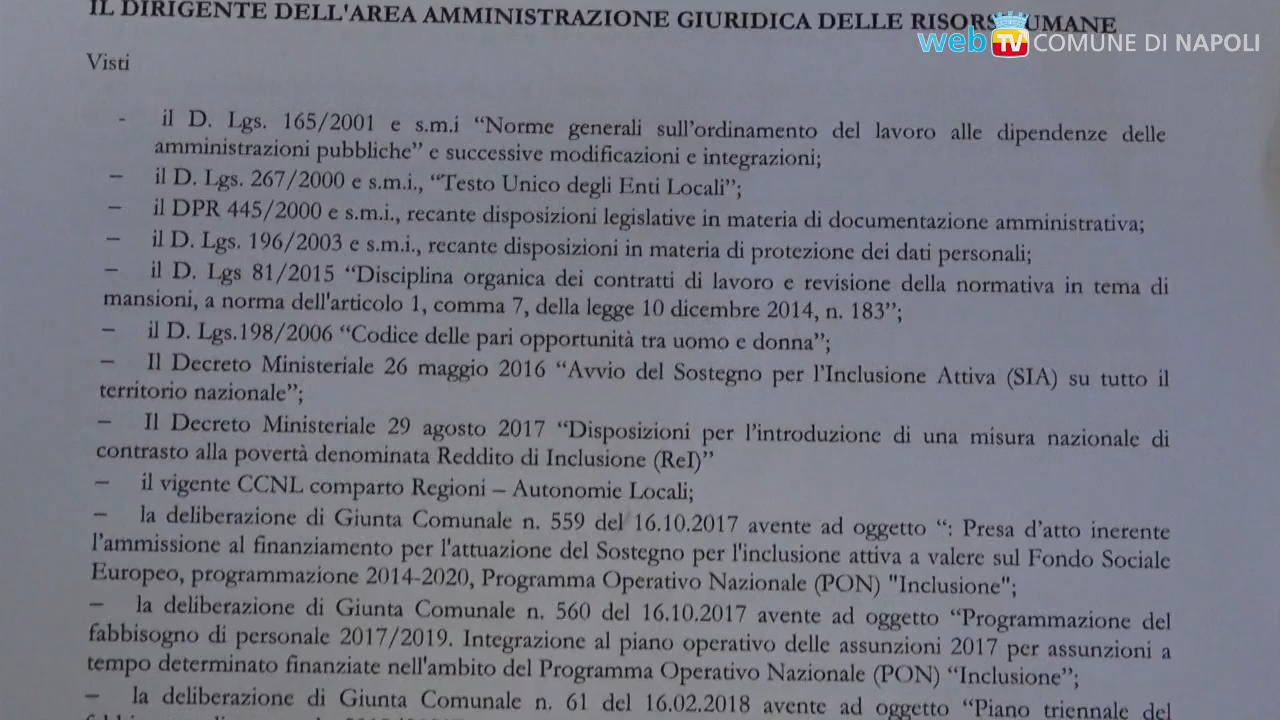 IL DIRIGENTE DELL'AREA AMMINISTRAZIONE GIURIDICA DELLE RISORSE UMANE
web TV COMUNE DI NAPOLI
Visti
- il D. Lgs. 165/2001 e s.m.i “Norme generali sull’ordinamento del lavoro alle dipendenze delle
amministrazioni pubbliche” e successive modificazioni e integrazioni;
– il D. Lgs. 267/2000 e s.m.i., “Testo Unico degli Enti Locali”;
– il DPR 445/2000 e s.m.i., recante disposizioni legislative in materia di documentazione amministrativa;
– il D. Lgs. 196/2003 e s.m.i., recante disposizioni in materia di protezione dei dati personali;
– il D. Lgs 81/2015 “Disciplina organica dei contratti di lavoro e revisione della normativa in tema di
mansioni, a norma dell'articolo 1, comma 7, della legge 10 dicembre 2014, n. 183”;
– il D. Lgs.198/2006 “Codice delle pari opportunità tra uomo e donna”;
– Il Decreto Ministeriale 26 maggio 2016 “Avvio del Sostegno per l’Inclusione Attiva (SIA) su tutto il
territorio nazionale”;
– Il Decreto Ministeriale 29 agosto 2017 “Disposizioni per l’introduzione di una misura nazionale di
contrasto alla povertà denominata Reddito di Inclusione (ReI)”
– il vigente CCNL comparto Regioni – Autonomie Locali;
– la deliberazione di Giunta Comunale n. 559 del 16.10.2017 avente ad oggetto “: Presa d’atto inerente
l’ammissione al finanziamento per l'attuazione del Sostegno per l'inclusione attiva a valere sul Fondo Sociale
Europeo, programmazione 2014-2020, Programma Operativo Nazionale (PON) "Inclusione";
– la deliberazione di Giunta Comunale n. 560 del 16.10.2017 avente ad oggetto “Programmazione del
fabbisogno di personale 2017/2019. Integrazione al piano operativo delle assunzioni 2017 per assunzioni a
tempo determinato finanziate nell'ambito del Programma Operativo Nazionale (PON) “Inclusione”;
– la deliberazione di Giunta Comunale n. 61 del 16.02.2018 avente ad oggetto “Piano triennale del